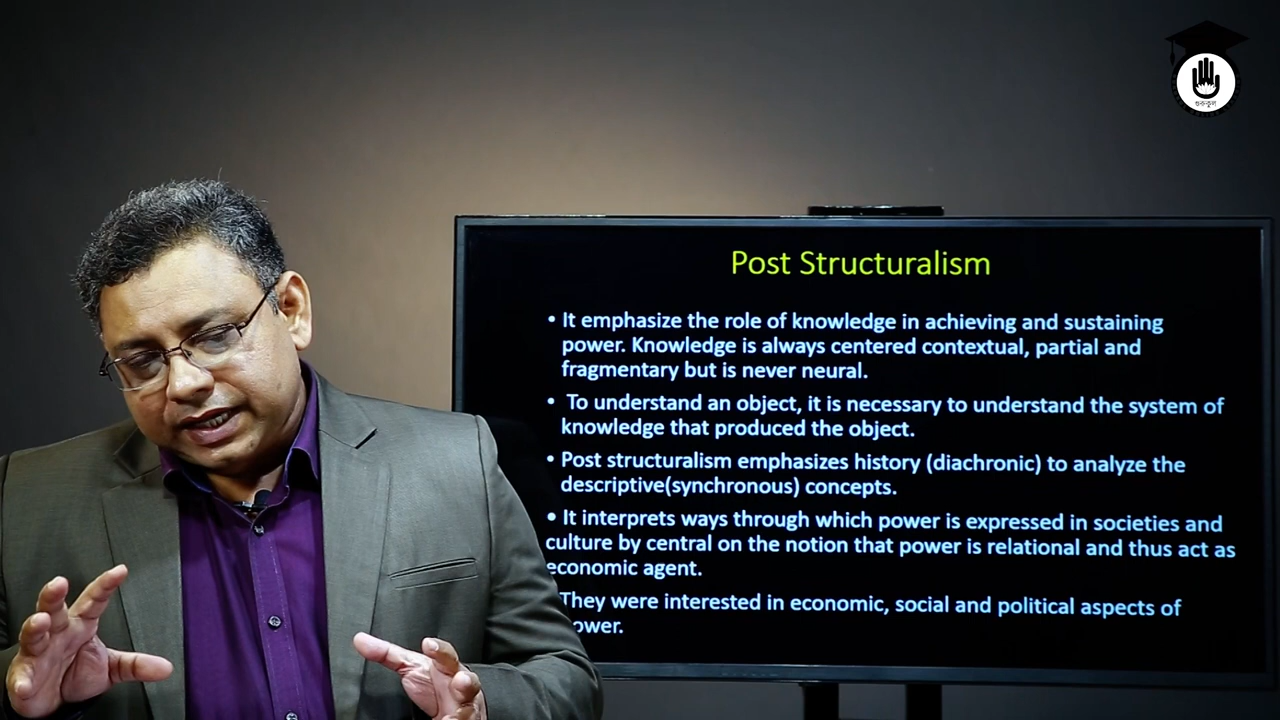 গুরুকুল
Post Structuralism
• It emphasize the role of knowledge in achieving and sustaining
power. Knowledge is always centered contextual, partial and
fragmentary but is never neural.
• To understand an object, it is necessary to understand the system of
knowledge that produced the object.
• Post structuralism emphasizes history (diachronic) to analyze the
descriptive(synchronous) concepts.
• It interprets ways through which power is expressed in societies and
culture by central on the notion that power is relational and thus act as
economic agent.
They were interested in economic, social and political aspects of
ower.